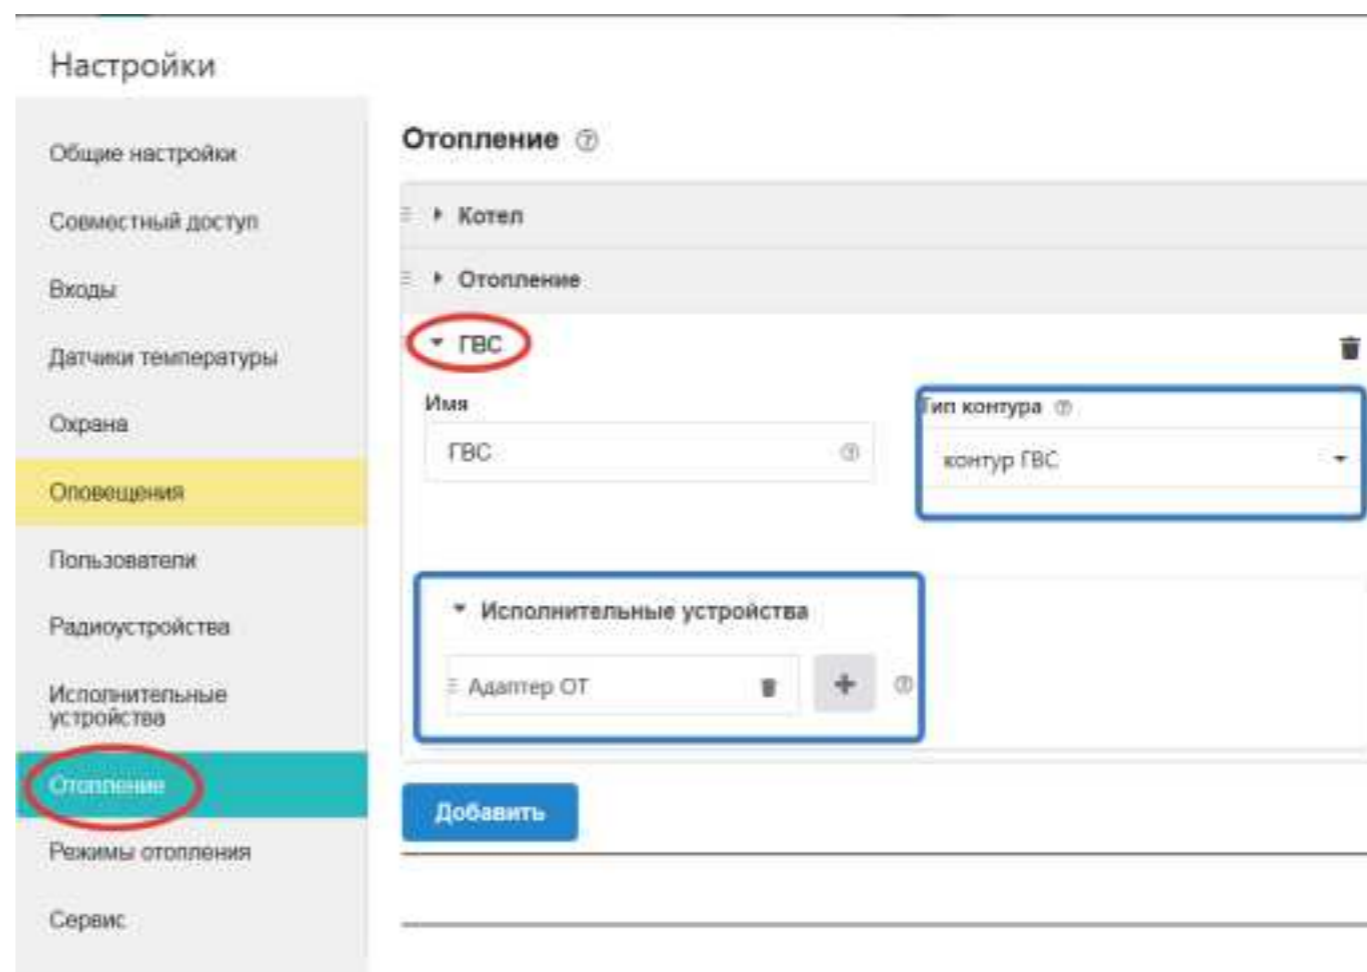 Настройки
Общие настройки
Совместный доступ
Входы
Датчики температуры
Охрана
Оповещения
Пользователи
Радиоустройства
Исполнительные
устройства
Отопление
Режимы отопления
Сервис
Отопление
Котел
Отопление
ГВС
Имя
ГВС
Тип контура
контур ГВС
Исполнительные устройства
Адаптер ОТ
Добавить